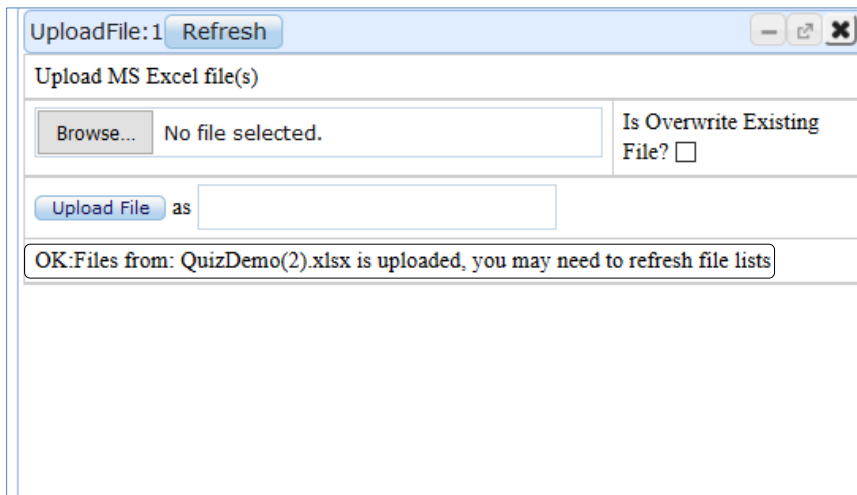 UploadFile:1 Refresh
Upload MS Excel file(s)
Browse... No file selected.
Is Overwrite Existing
File?
Upload File as
OK:Files from: QuizDemo(2).xlsx is uploaded, you may need to refresh file lists